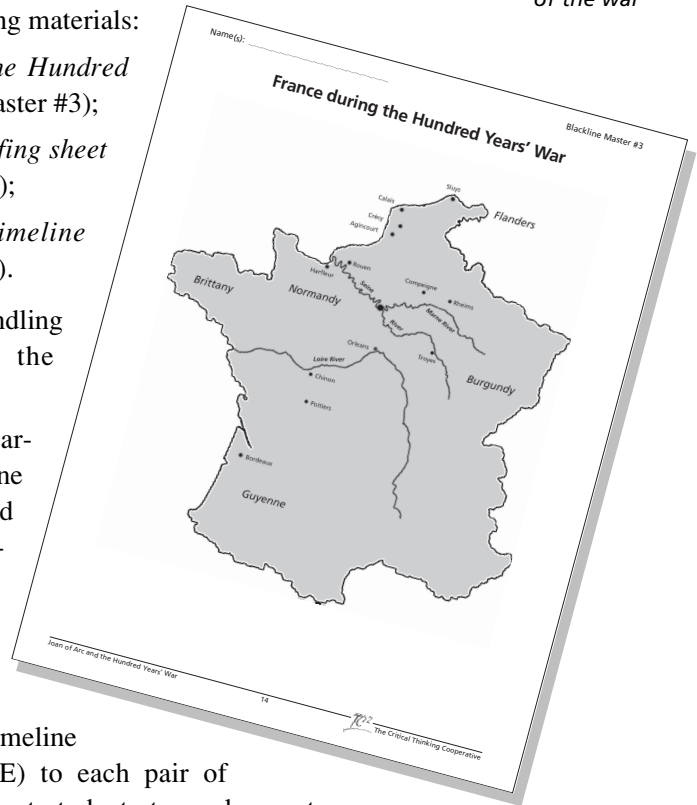 of the war
ng materials:
ne Hundred
aster #3);
fing sheet
);
imeline
).
ndling
the
ar-
ne
d
-
meline
E) to each pair of
Name(s):
Blackline Master #3
France during the Hundred Years' War
Sluys
Calais
Flanders
Crécy
Agincourt
Rouen
Harfleur
Compeigne
Rheims
Brittany
Normandy
Seine
River
Marne River
Orleans
Troyes
Loire River
Chinon
Burgundy
Poitiers
Bordeaux
Guyenne
Joan of Arc and the Hundred Years' War
14
TC2
The Critical Thinking Cooperative